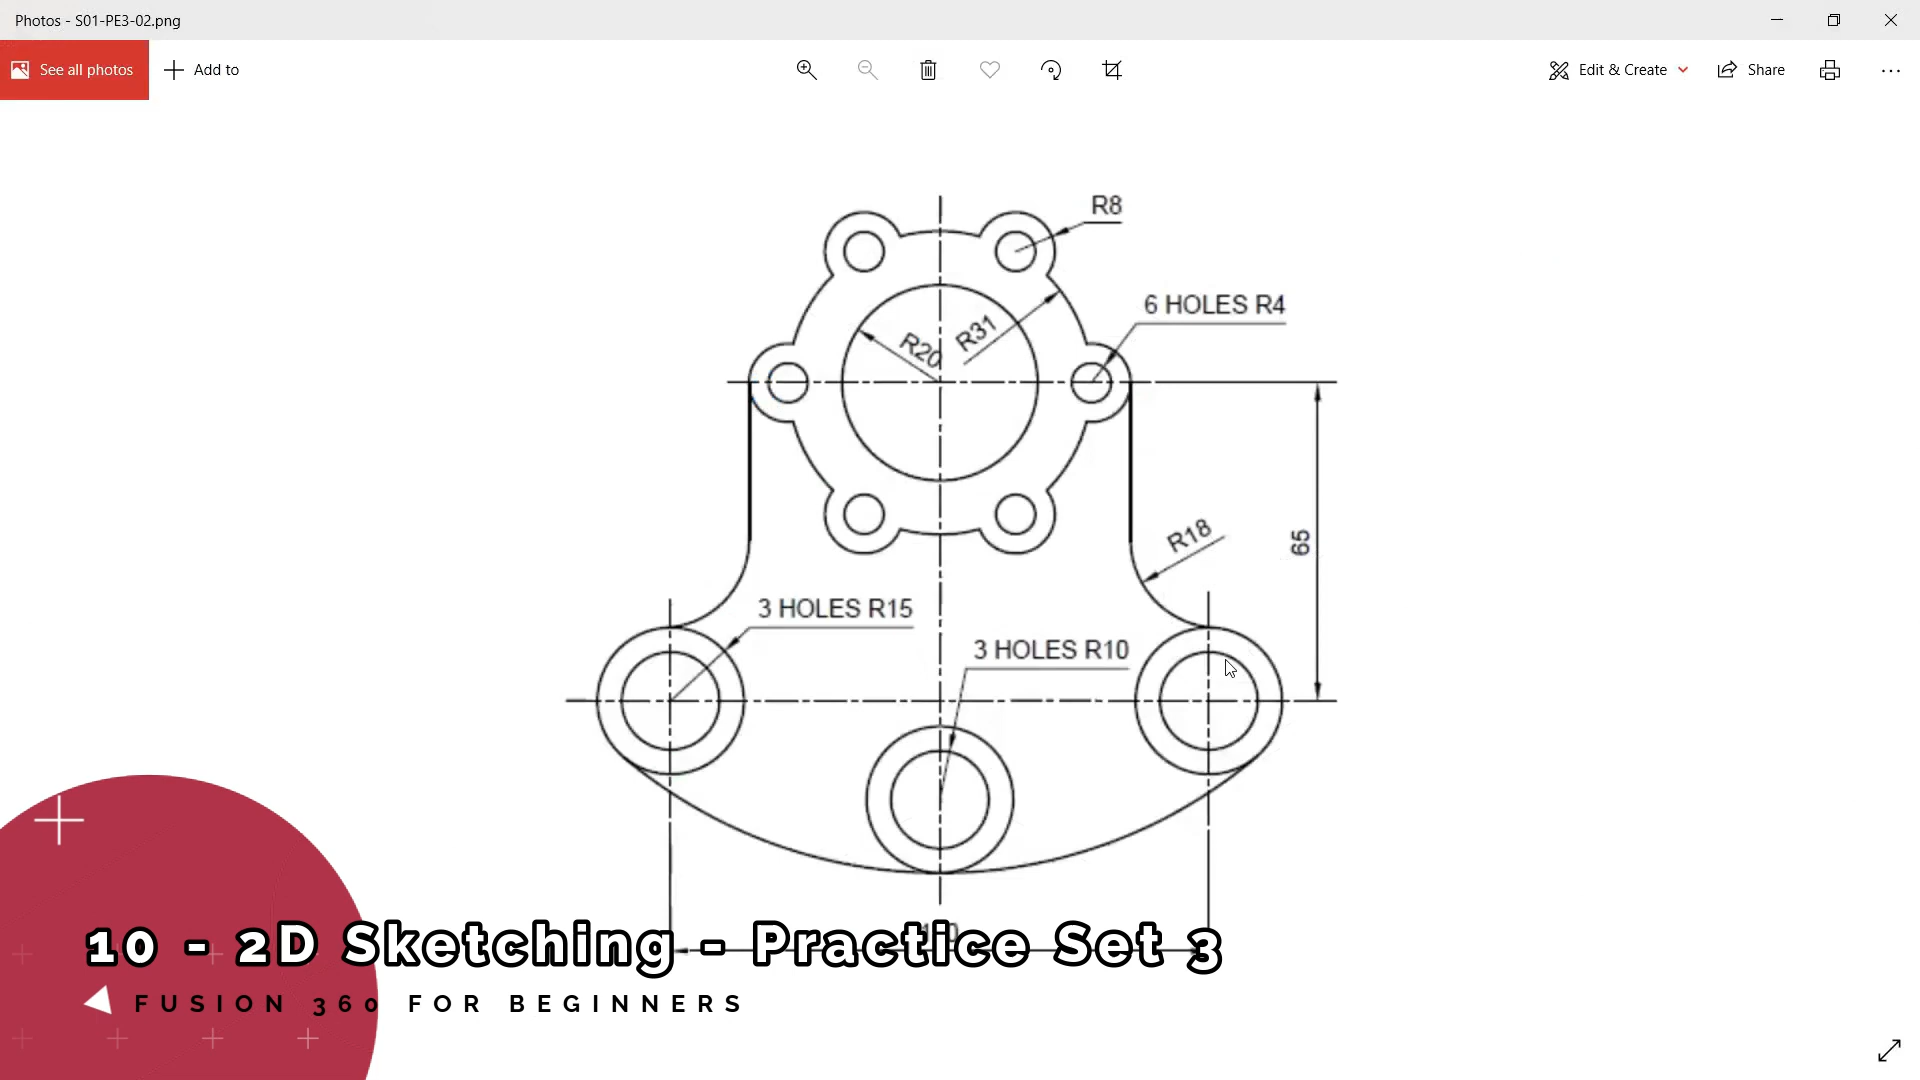 Photos - S01-PE3-02.png
See all photos
Add to
Edit & Create
Share
R8
6 HOLES R4
R20
R31
65
R18
3 HOLES R15
3 HOLES R10
10 - 2D Sketching - Practice Set 3
FUSION 360 FOR BEGINNERS